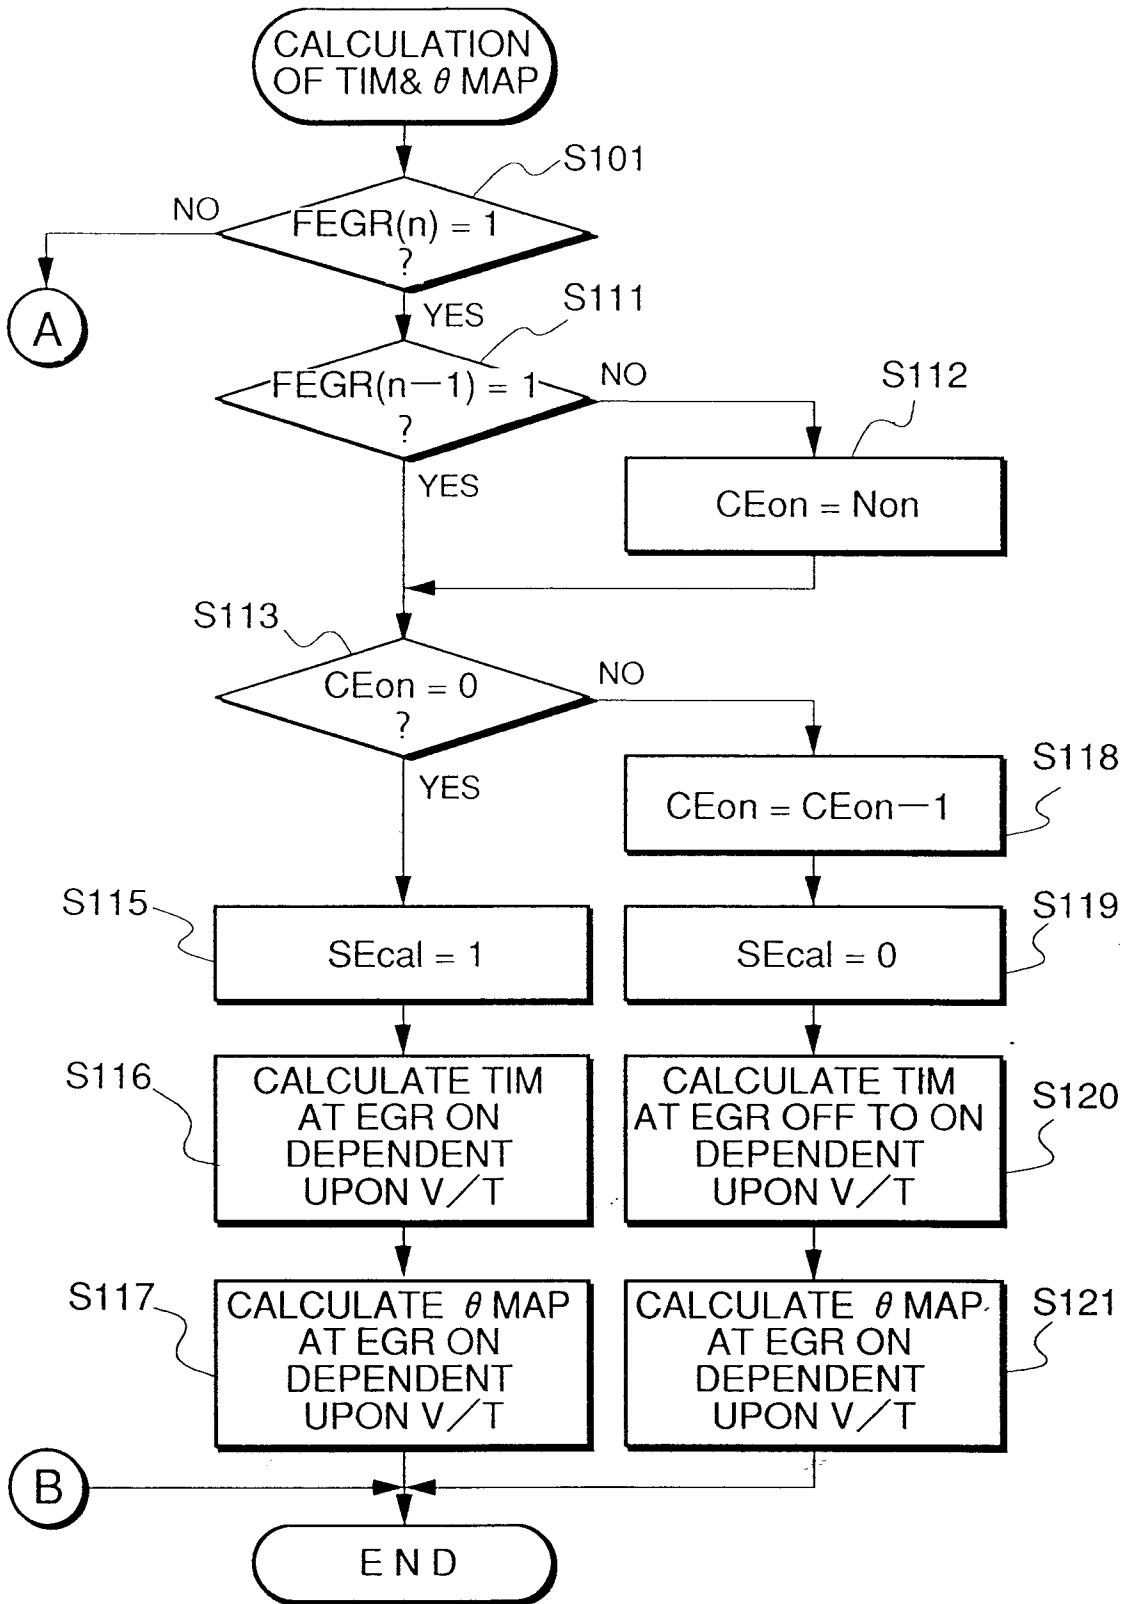 CALCULATION
OF TIM& θ MAP
S101
NO
FEGR(n) = 1
?
A
YES
S111
FEGR(n−1) = 1
?
NO
S112
YES
CEon = Non
S113
CEon = 0
?
NO
YES
S118
CEon = CEon−1
S115
SEcal = 1
S119
SEcal = 0
S116
CALCULATE TIM
AT EGR ON
DEPENDENT
UPON V/T
CALCULATE TIM
AT EGR OFF TO ON
DEPENDENT
UPON V/T
S120
S117
CALCULATE θ MAP
AT EGR ON
DEPENDENT
UPON V/T
CALCULATE θ MAP
AT EGR ON
DEPENDENT
UPON V/T
S121
B
END